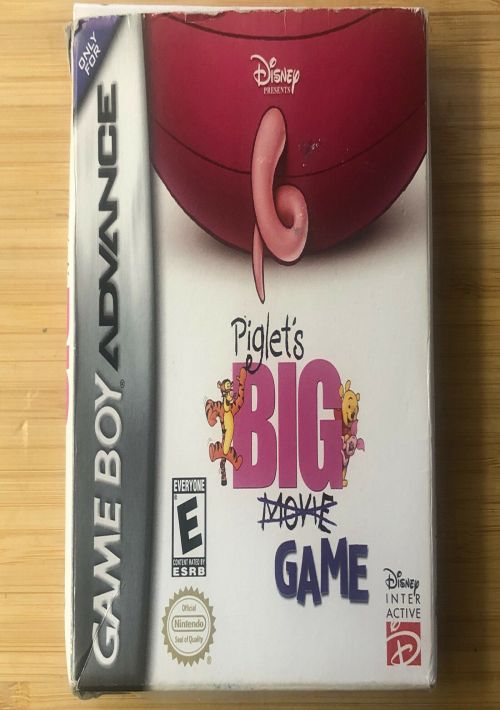 ONLY
FOR
GAME BOY ADVANCE
Disney
PRESENTS
Piglet's
BIG
MOVIE
GAME
EVERYONE
E
CONTENT RATED BY
ESRB
Official
Nintendo
Seal of Quality
Disney
INTER
ACTIVE